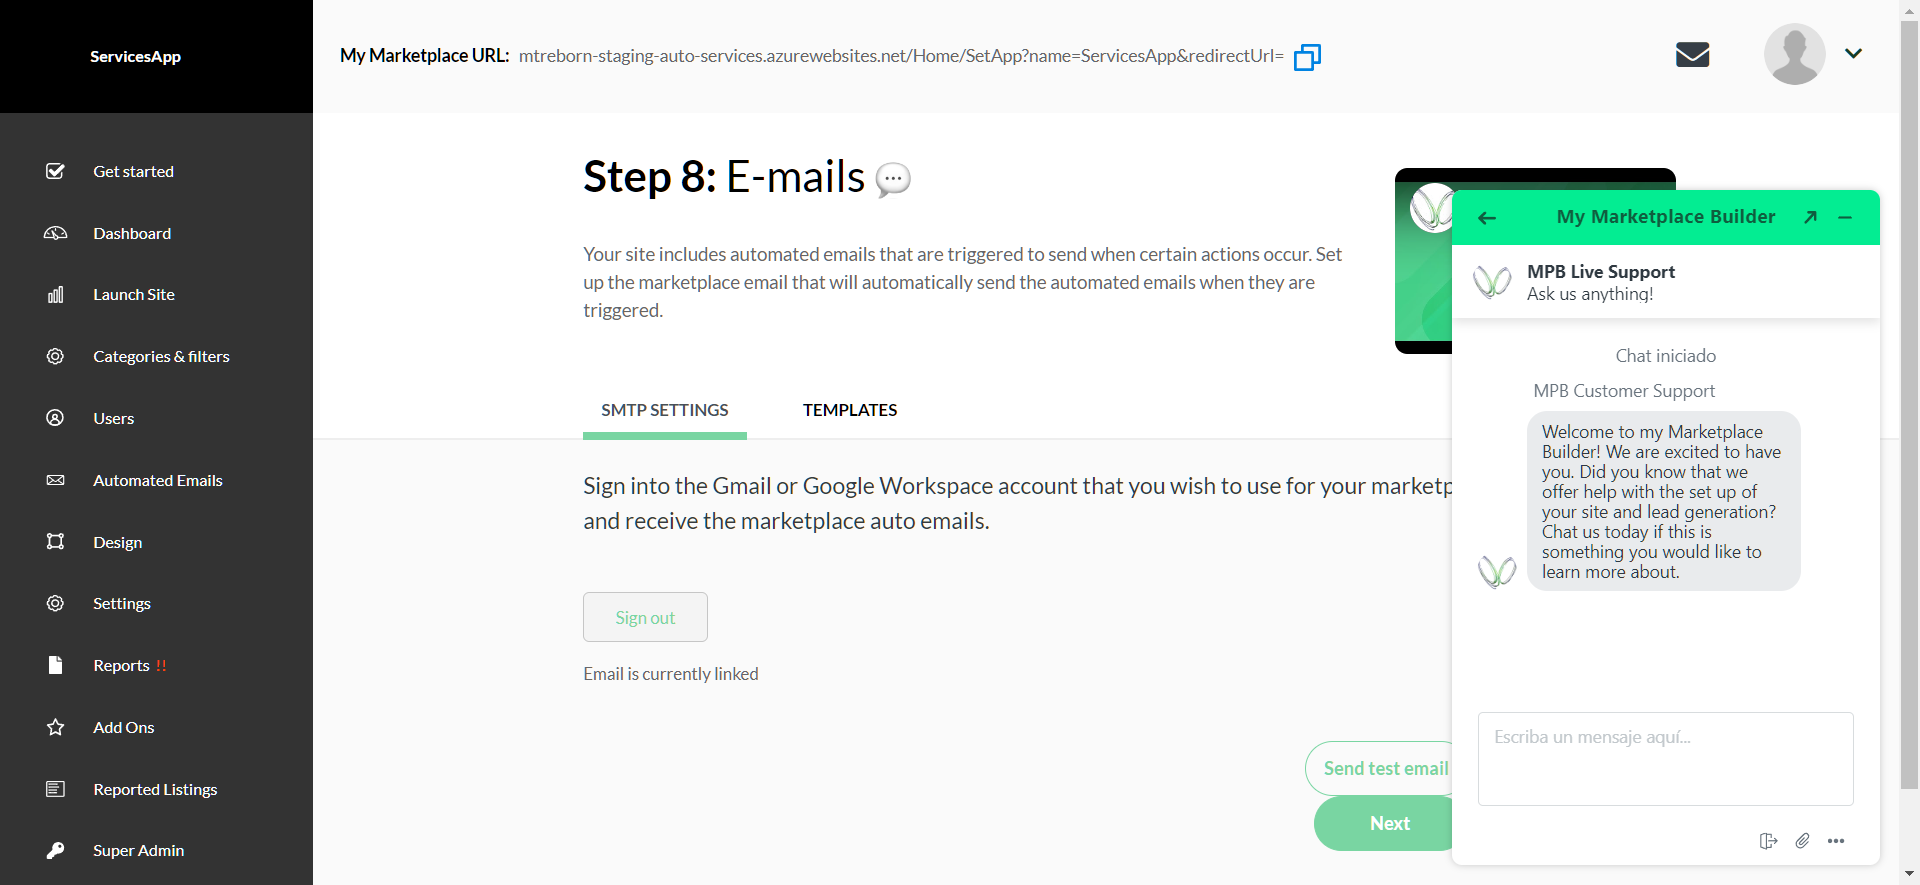 ServicesApp
My Marketplace URL: mtreborn-staging-auto-services.azurewebsites.net/Home/SetApp?name=ServicesApp&redirectUrl=
Get started
Dashboard
Launch Site
Categories & filters
Users
Automated Emails
Design
Settings
Reports !!
Add Ons
Reported Listings
Super Admin
Step 8: E-mails
Your site includes automated emails that are triggered to send when certain actions occur. Set
up the marketplace email that will automatically send the automated emails when they are
triggered.
SMTP SETTINGS
TEMPLATES
Sign into the Gmail or Google Workspace account that you wish to use for your marketp
and receive the marketplace auto emails.
Sign out
Email is currently linked
Send test email
Next
My Marketplace Builder
MPB Live Support
Ask us anything!
Chat iniciado
MPB Customer Support
Welcome to my Marketplace
Builder! We are excited to have
you. Did you know that we
offer help with the set up of
your site and lead generation?
Chat us today if this is
something you would like to
learn more about.
Escriba un mensaje aquí...